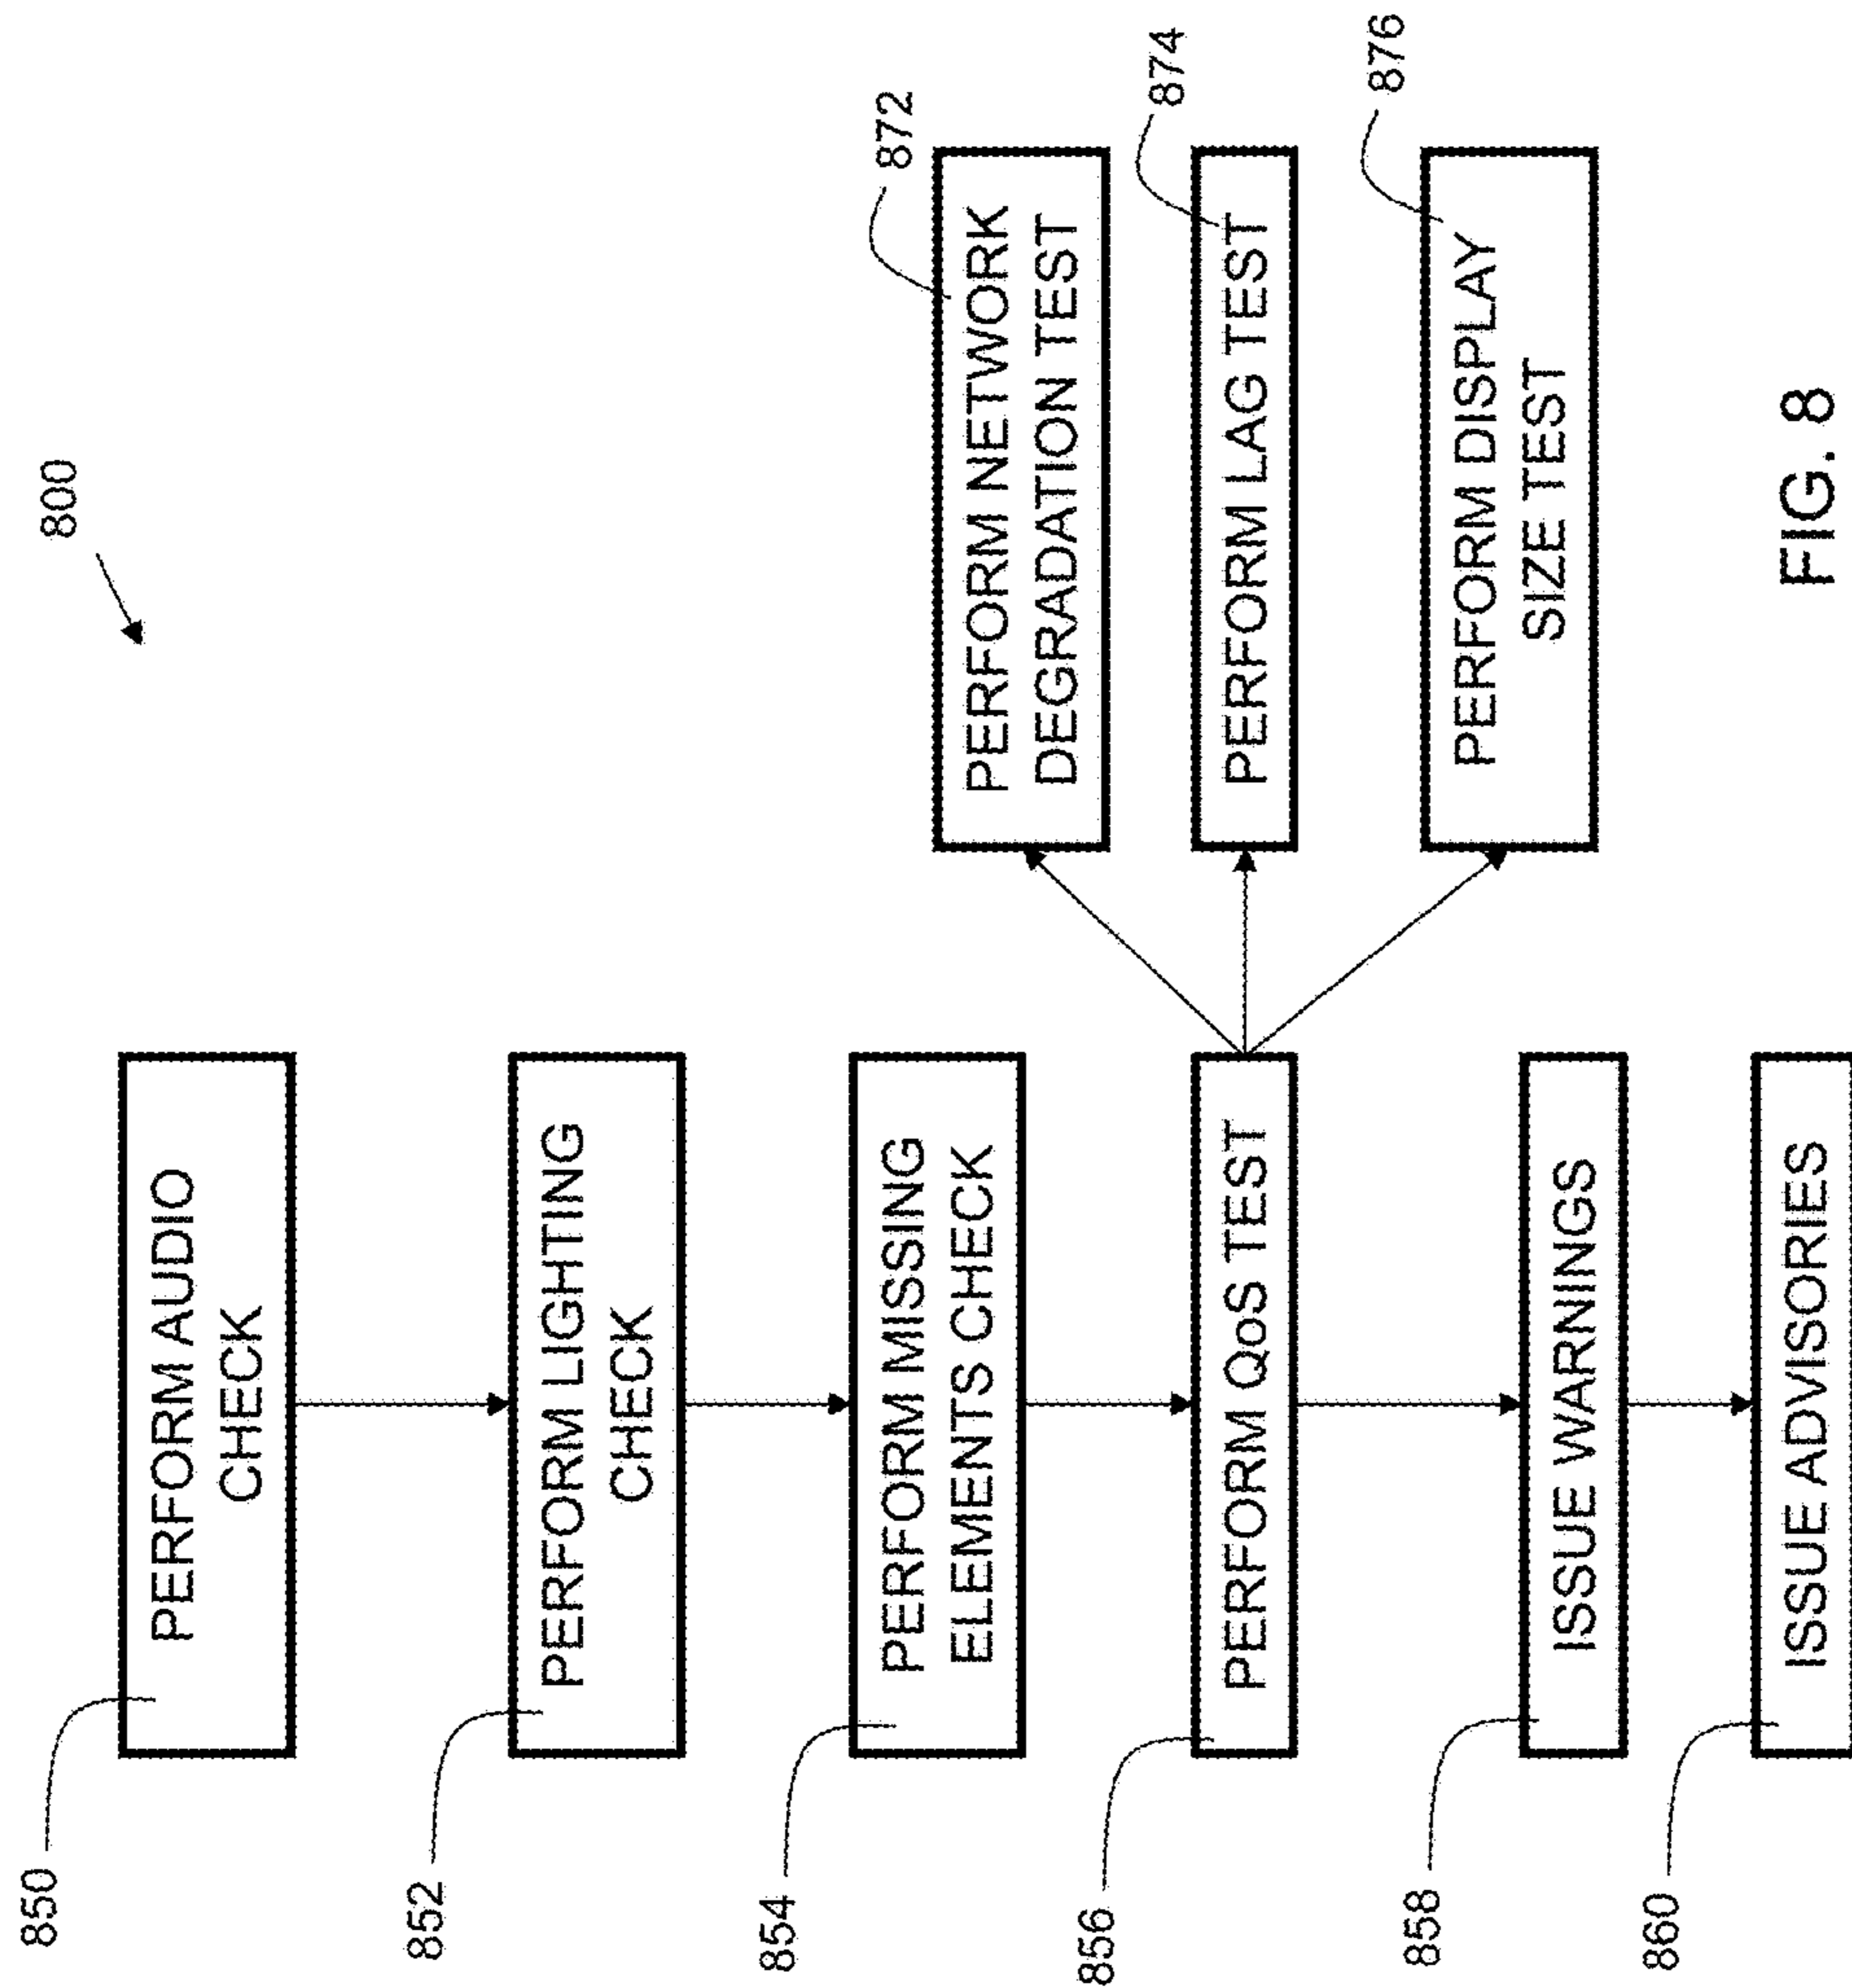 800
850
PERFORM AUDIO
CHECK
852
PERFORM LIGHTING
CHECK
854
PERFORM MISSING
ELEMENTS CHECK
856
PERFORM QoS TEST
858
ISSUE WARNINGS
860
ISSUE ADVISORIES
872
PERFORM NETWORK
DEGRADATION TEST
874
PERFORM LAG TEST
876
PERFORM DISPLAY
SIZE TEST
FIG. 8